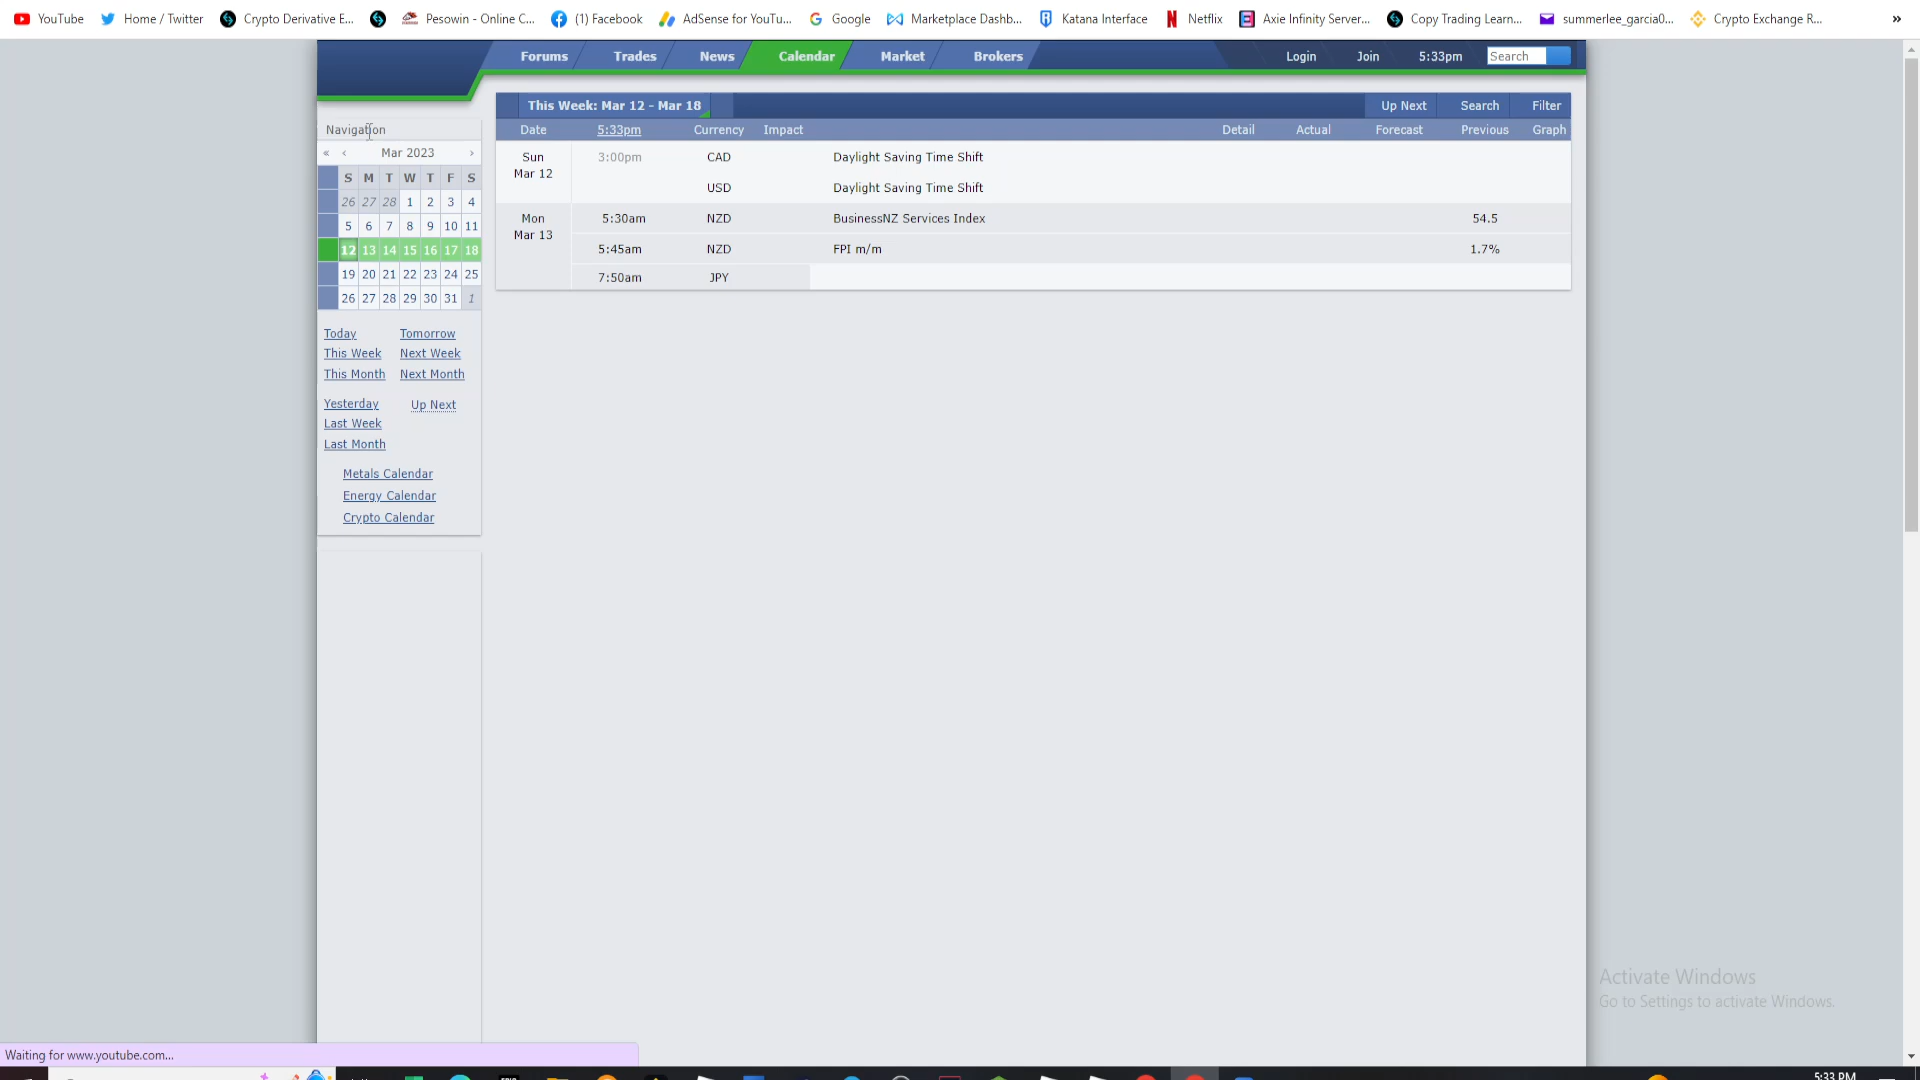 YouTube Home / Twitter Crypto Derivative E... Pesowin - Online C... (1) Facebook AdSense for YouTu... Google Marketplace Dashb... Katana Interface Netflix Axie Infinity Server... Copy Trading Learn... summerlee_garcia0... Crypto Exchange R... »
Forums Trades News Calendar Market Brokers Login Join 5:33pm Search
This Week: Mar 12 - Mar 18 Up Next Search Filter
Navigation
Date 5:33pm Currency Impact Detail Actual Forecast Previous Graph
« ‹ Mar 2023 ›
S M T W T F S
26 27 28 1 2 3 4
5 6 7 8 9 10 11
12 13 14 15 16 17 18
19 20 21 22 23 24 25
26 27 28 29 30 31 1
Sun 3:00pm CAD Daylight Saving Time Shift
Mar 12
USD Daylight Saving Time Shift
Mon 5:30am NZD BusinessNZ Services Index 54.5
Mar 13
5:45am NZD FPI m/m 1.7%
7:50am JPY
Today Tomorrow
This Week Next Week
This Month Next Month
Yesterday Up Next
Last Week
Last Month
Metals Calendar
Energy Calendar
Crypto Calendar
Activate Windows
Go to Settings to activate Windows.
Waiting for www.youtube.com...
5:33 PM